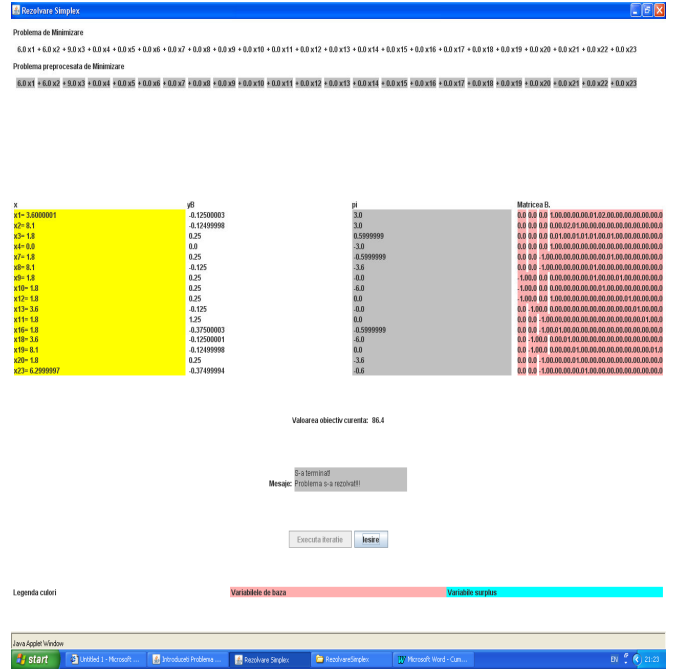 Rezolvare Simplex
Problema de Minimizare
6.0 x1 + 6.0 x2 + 9.0 x3 + 0.0 x4 + 0.0 x5 + 0.0 x6 + 0.0 x7 + 0.0 x8 + 0.0 x9 + 0.0 x10 + 0.0 x11 + 0.0 x12 + 0.0 x13 + 0.0 x14 + 0.0 x15 + 0.0 x16 + 0.0 x17 + 0.0 x18 + 0.0 x19 + 0.0 x20 + 0.0 x21 + 0.0 x22 + 0.0 x23
Problema preprocesata de Minimizare
6.0 x1 + 6.0 x2 + 9.0 x3 + 0.0 x4 + 0.0 x5 + 0.0 x6 + 0.0 x7 + 0.0 x8 + 0.0 x9 + 0.0 x10 + 0.0 x11 + 0.0 x12 + 0.0 x13 + 0.0 x14 + 0.0 x15 + 0.0 x16 + 0.0 x17 + 0.0 x18 + 0.0 x19 + 0.0 x20 + 0.0 x21 + 0.0 x22 + 0.0 x23
x yB pi Matricea B.
x1= 3.6000001 -0.12500003 3.0
x2= 8.1 -0.12499998 3.0
x3= 1.8 0.25 0.5999999
x4= 0.0 0.0 -3.0
x7= 1.8 0.25 -0.5999999
x8= 8.1 -0.125 -3.6
x9= 1.8 0.25 -0.0
x10= 1.8 0.25 -6.0
x12= 1.8 0.25 0.0
x13= 3.6 -0.125 -0.0
x11= 1.8 1.25 0.0
x16= 1.8 -0.37500003 -0.5999999
x18= 3.6 -0.12500001 -6.0
x19= 8.1 -0.12499998 0.0
x20= 1.8 0.25 -3.6
x23= 6.2999997 -0.37499994 -0.6
Valoarea obiectiv curenta: 86.4
S-a terminat!
Mesaje: Problema s-a rezolvat!!!
Executa iteratie Iesire
Legenda culori Variabilele de baza Variabile surplus
Java Applet Window
start Untitled 1 - Microsoft ... Introduceti Problema ... Rezolvare Simplex RezolvareSimplex Microsoft Word - Cum... EN 21:23